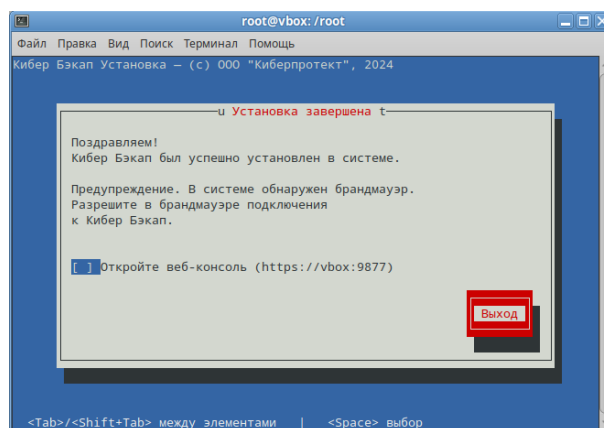 root@vbox: /root
Файл Правка Вид Поиск Терминал Помощь
Кибер Бэкап Установка — (c) ООО "Киберпротект", 2024
u Установка завершена t
Поздравляем!
Кибер Бэкап был успешно установлен в системе.
Предупреждение. В системе обнаружен брандмауэр.
Разрешите в брандмауэре подключения
к Кибер Бэкап.
[ ] Откройте веб-консоль (https://vbox:9877)
Выход
<Tab>/<Shift+Tab> между элементами | <Space> выбор